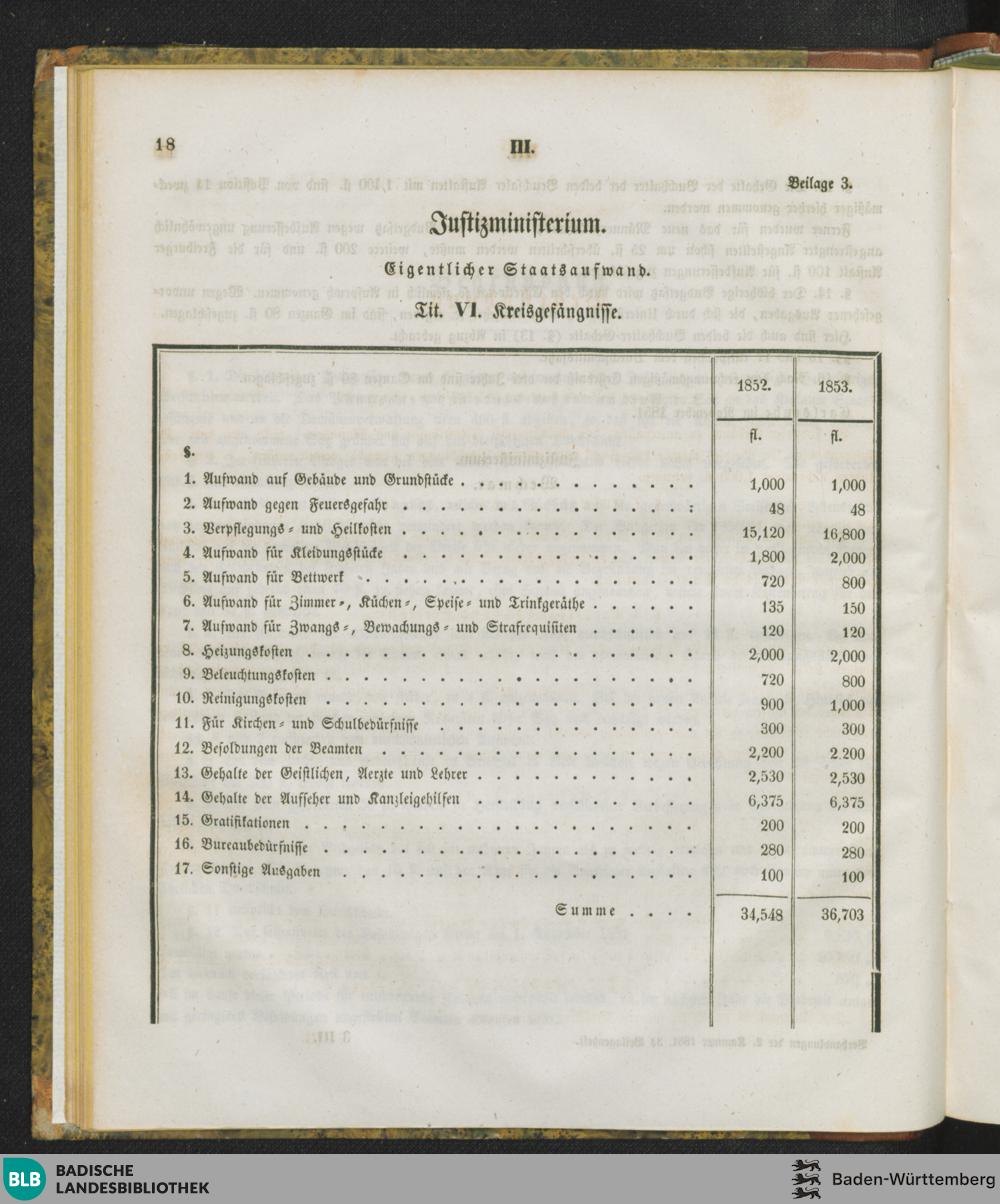 18
III.
Beilage 3.
Justizministerium.
Eigentlicher Staatsaufwand.
Tit. VI. Kreisgefängnisse.
1852. 1853.
fl. fl.
§.
1. Aufwand auf Gebäude und Grundstücke . . . . . . . . . . . . . 1,000 1,000
2. Aufwand gegen Feuersgefahr . . . . . . . . . . . . . . . : 48 48
3. Verpflegungs- und Heilkosten . . . . . . . . . . . . . . . . 15,120 16,800
4. Aufwand für Kleidungsstücke . . . . . . . . . . . . . . . 1,800 2,000
5. Aufwand für Bettwerk . . . . . . . . . . . . . . . . . . 720 800
6. Aufwand für Zimmer-, Küchen-, Speise- und Trinkgeräthe . . . . . . 135 150
7. Aufwand für Zwangs-, Bewachungs- und Strafrequisiten . . . . . . 120 120
8. Heizungskosten . . . . . . . . . . . . . . . . . . . . . 2,000 2,000
9. Beleuchtungskosten . . . . . . . . . . . . . . . . . . . . 720 800
10. Reinigungskosten . . . . . . . . . . . . . . . . . . . . 900 1,000
11. Für Kirchen- und Schulbedürfnisse . . . . . . . . . . . . . . 300 300
12. Besoldungen der Beamten . . . . . . . . . . . . . . . . . 2,200 2.200
13. Gehalte der Geistlichen, Aerzte und Lehrer . . . . . . . . . . . . 2,530 2,530
14. Gehalte der Aufseher und Kanzleigehilfen . . . . . . . . . . . . 6,375 6,375
15. Gratifikationen . . . . . . . . . . . . . . . . . . . . . 200 200
16. Bureaubedürfnisse . . . . . . . . . . . . . . . . . . . . 280 280
17. Sonstige Ausgaben . . . . . . . . . . . . . . . . . . . 100 100
Summe . . . . 34,548 36,703
BLB BADISCHE
LANDESBIBLIOTHEK
Baden-Württemberg